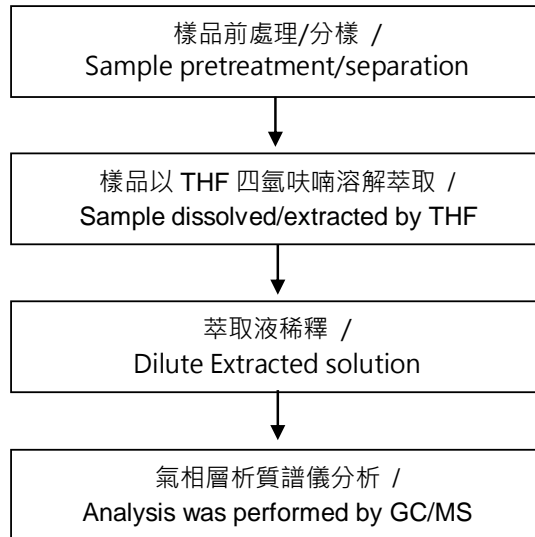 樣品前處理/分樣 /
Sample pretreatment/separation
樣品以 THF 四氫呋喃溶解萃取 /
Sample dissolved/extracted by THF
萃取液稀釋 /
Dilute Extracted solution
氣相層析質譜儀分析 /
Analysis was performed by GC/MS